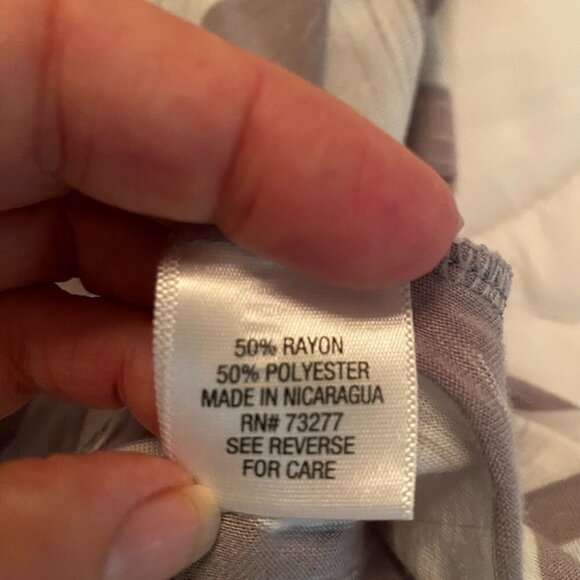 50% RAYON
50% POLYESTER
MADE IN NICARAGUA
RN# 73277
SEE REVERSE
FOR CARE